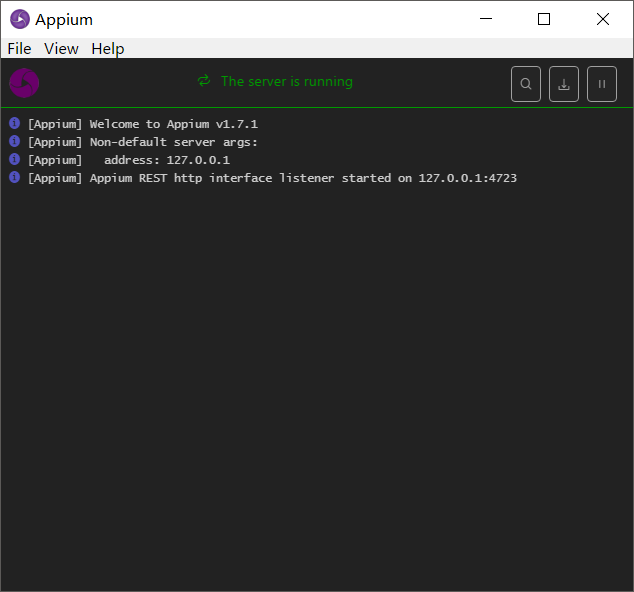 Appium
File View Help
The server is running
[Appium] Welcome to Appium v1.7.1
[Appium] Non-default server args:
[Appium]   address: 127.0.0.1
[Appium] Appium REST http interface listener started on 127.0.0.1:4723